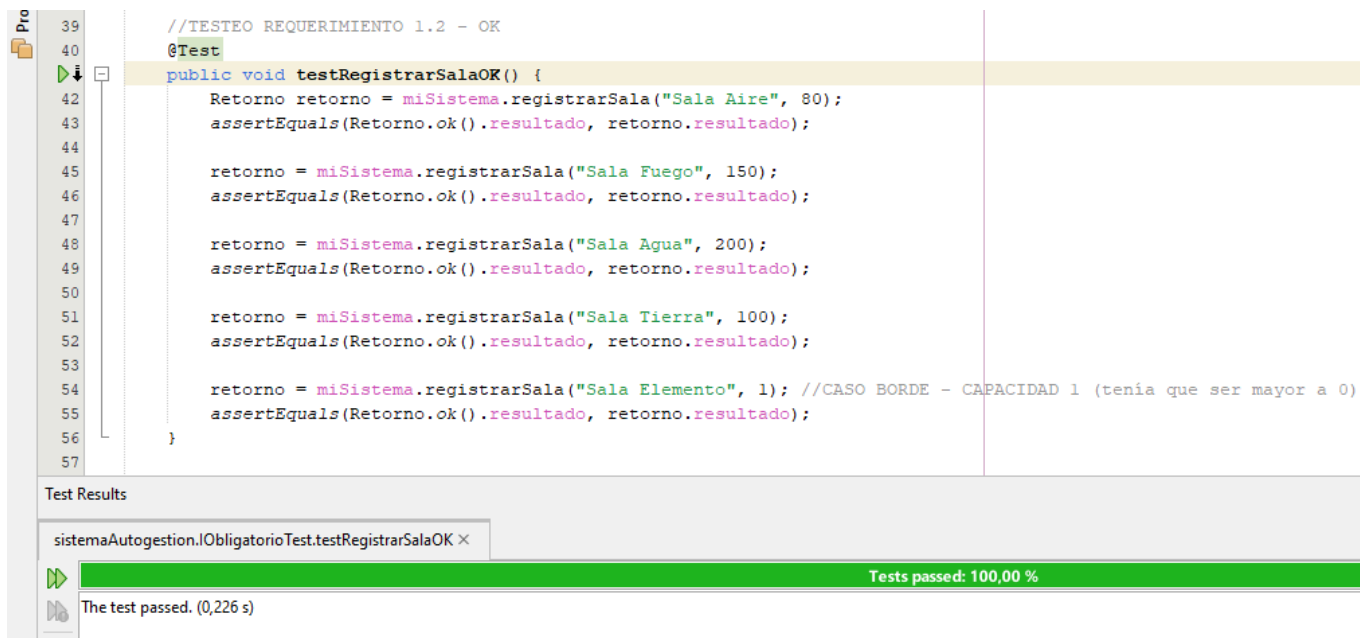 Pro
39 //TESTEO REQUERIMIENTO 1.2 - OK
40 @Test
public void testRegistrarSalaOK() {
42 Retorno retorno = miSistema.registrarSala("Sala Aire", 80);
43 assertEquals(Retorno.ok().resultado, retorno.resultado);
44
45 retorno = miSistema.registrarSala("Sala Fuego", 150);
46 assertEquals(Retorno.ok().resultado, retorno.resultado);
47
48 retorno = miSistema.registrarSala("Sala Agua", 200);
49 assertEquals(Retorno.ok().resultado, retorno.resultado);
50
51 retorno = miSistema.registrarSala("Sala Tierra", 100);
52 assertEquals(Retorno.ok().resultado, retorno.resultado);
53
54 retorno = miSistema.registrarSala("Sala Elemento", 1); //CASO BORDE - CAPACIDAD 1 (tenía que ser mayor a 0)
55 assertEquals(Retorno.ok().resultado, retorno.resultado);
56 }
57
Test Results
sistemaAutogestion.IObligatorioTest.testRegistrarSalaOK ×
Tests passed: 100,00 %
The test passed. (0,226 s)